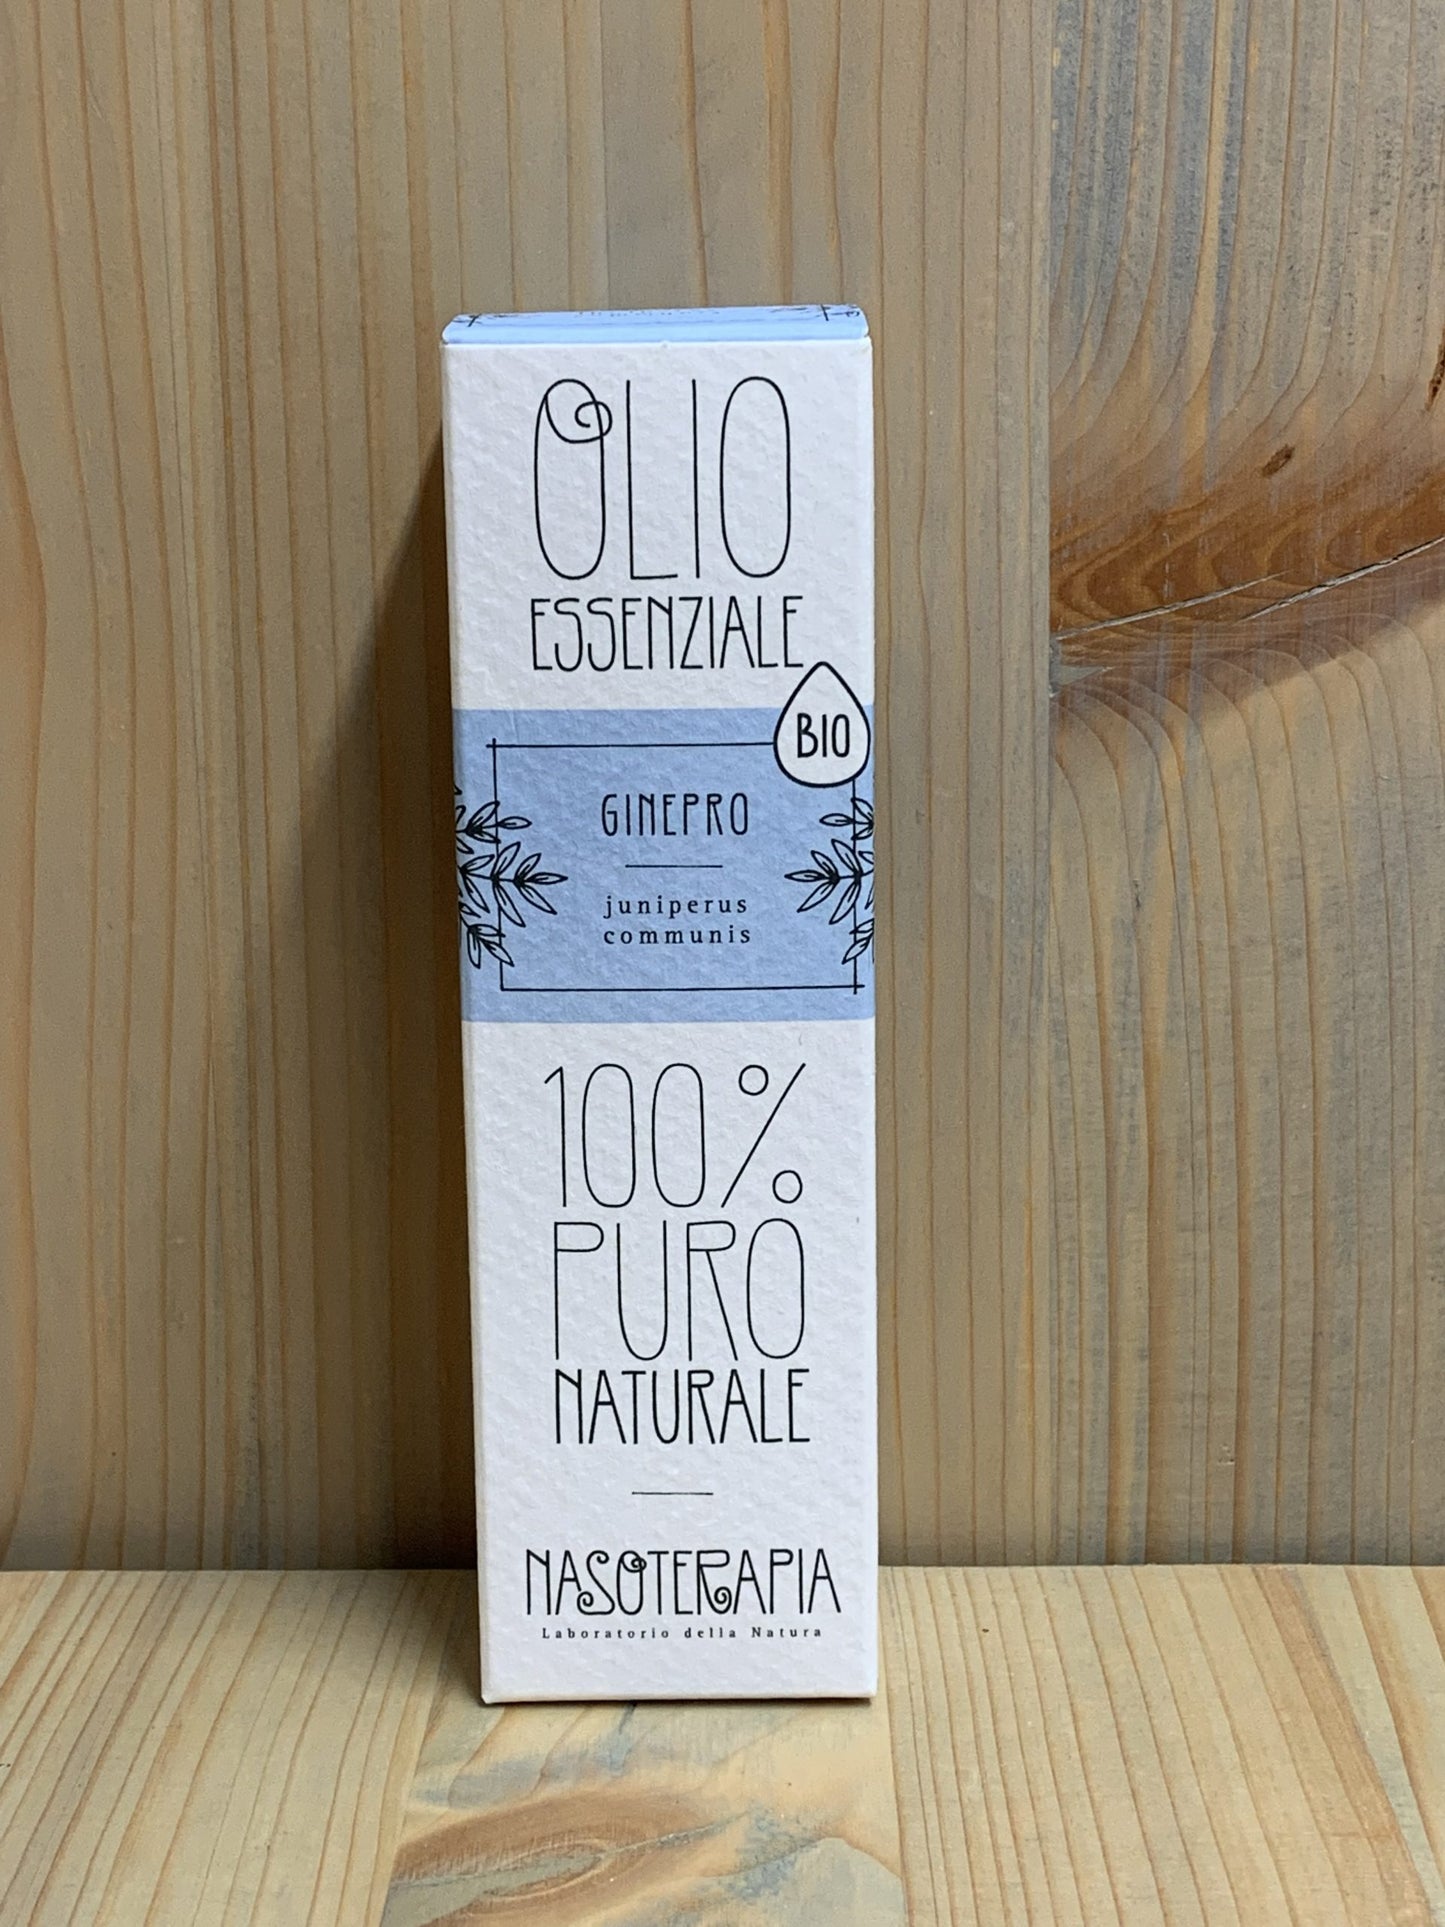 OLIO
ESSENZIALE
BIO
GINEPRO
juniperus
communis
100%
PURO
NATURALE
NASOTERAPIA
Laboratorio della Natura